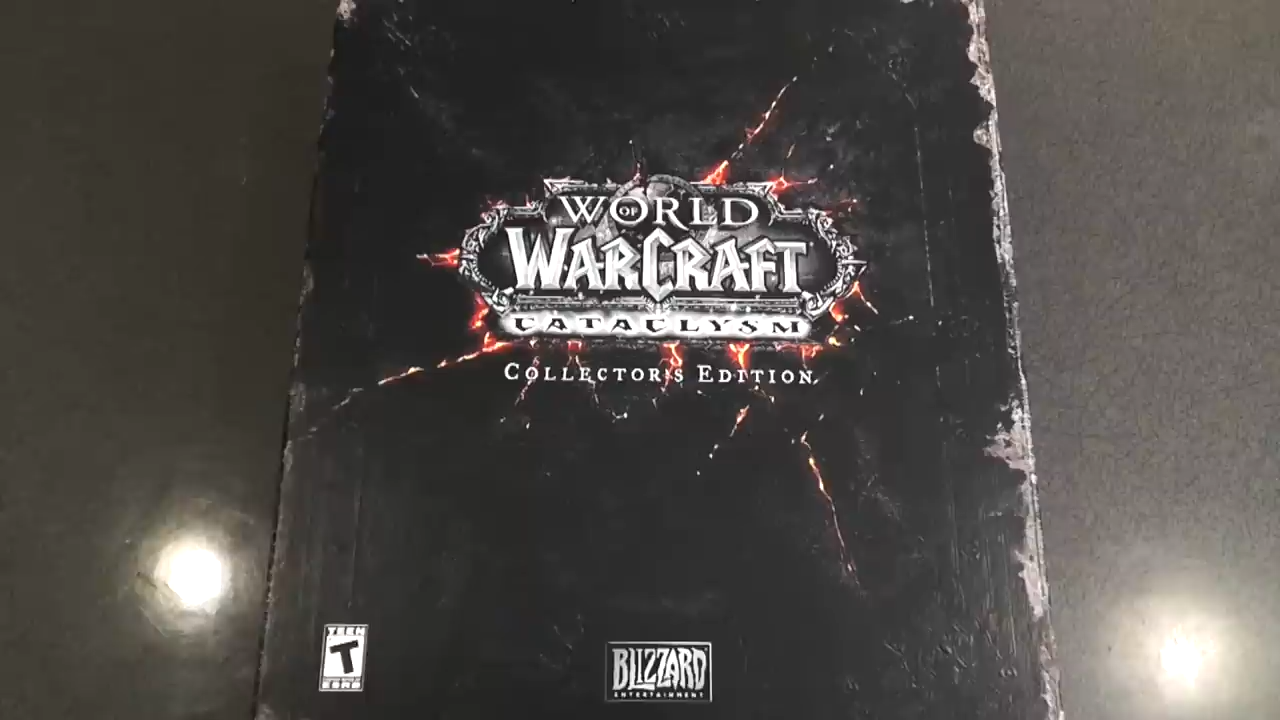 WORLD OF
WARCRAFT
CATACLYSM
COLLECTOR'S EDITION
TEEN
T
ESRB
BLIZZARD
ENTERTAINMENT